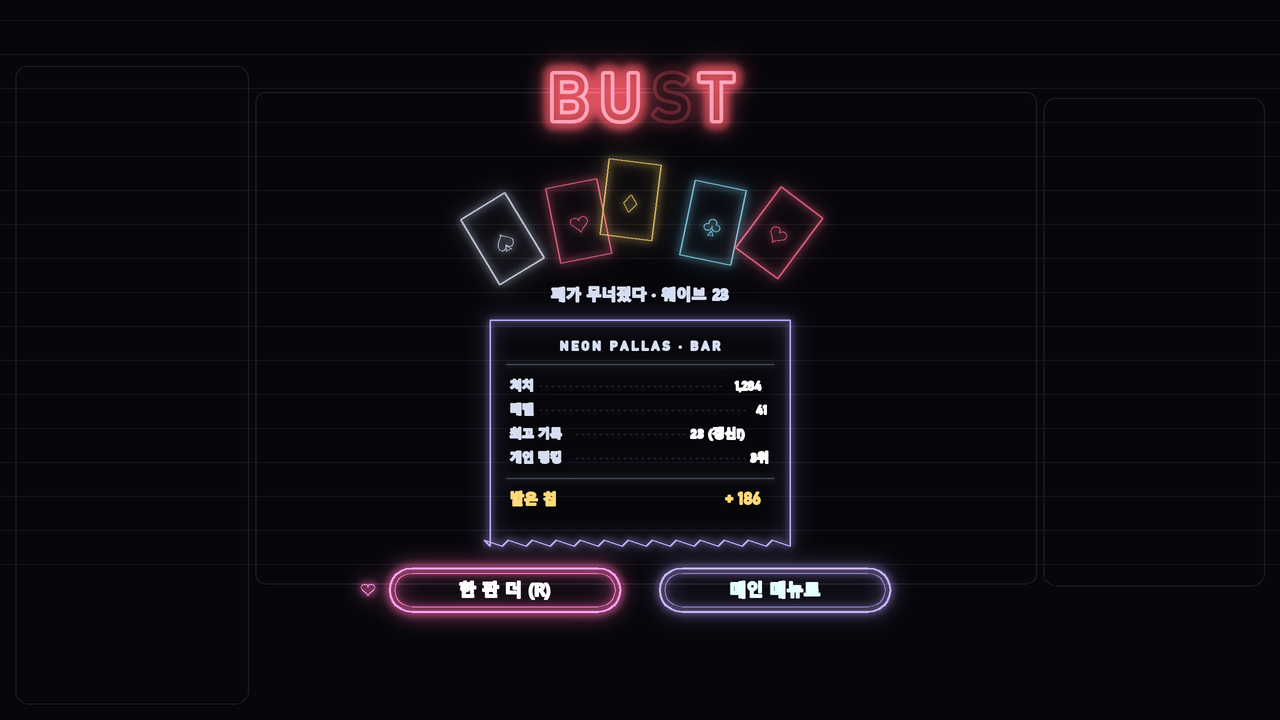 BUST
패가 무너졌다 · 웨이브 23
NEON PALLAS · BAR
처치 1,284
레벨 41
최고 기록 23 (갱신!)
개인 랭킹 3위
받은 칩 + 186
한 판 더 (R)
메인 메뉴로